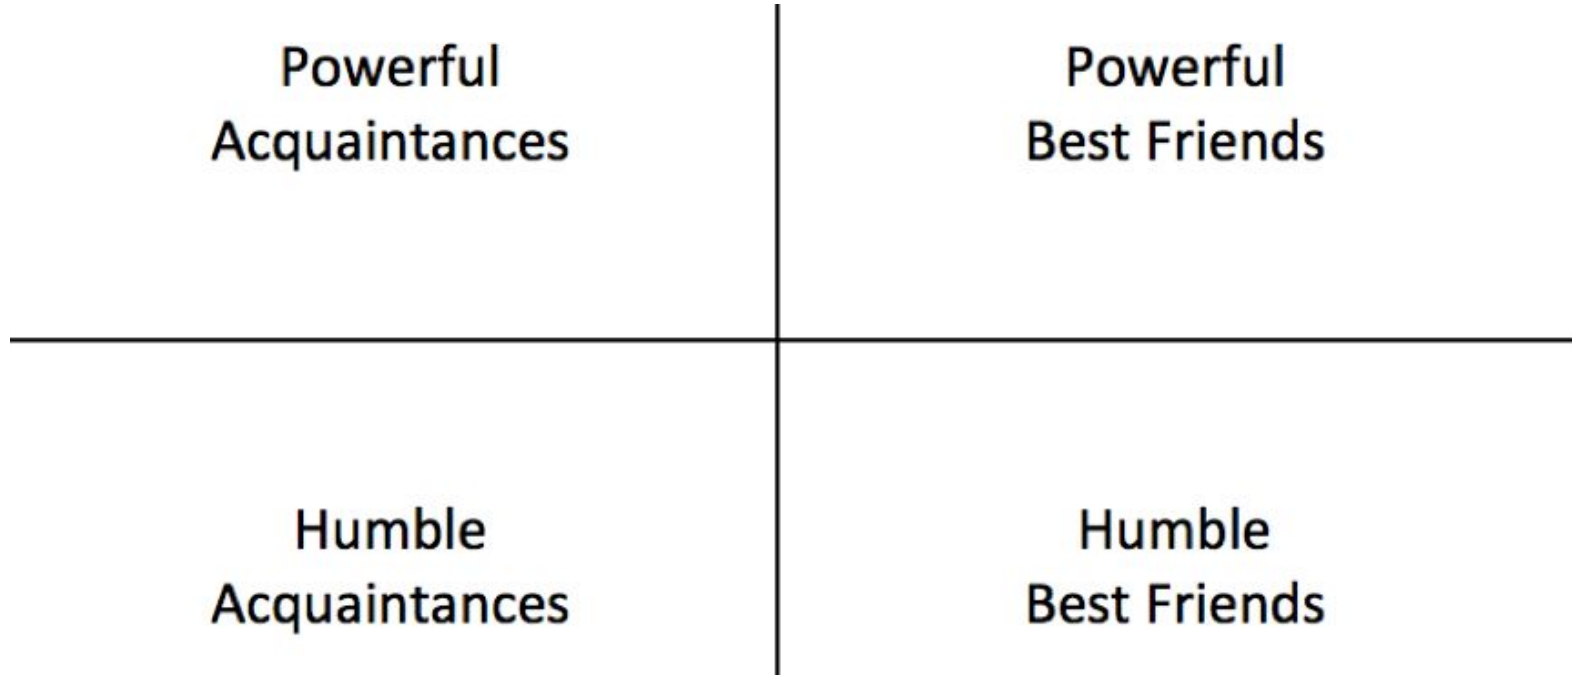 Powerful
Acquaintances
Powerful
Best Friends
Humble
Acquaintances
Humble
Best Friends